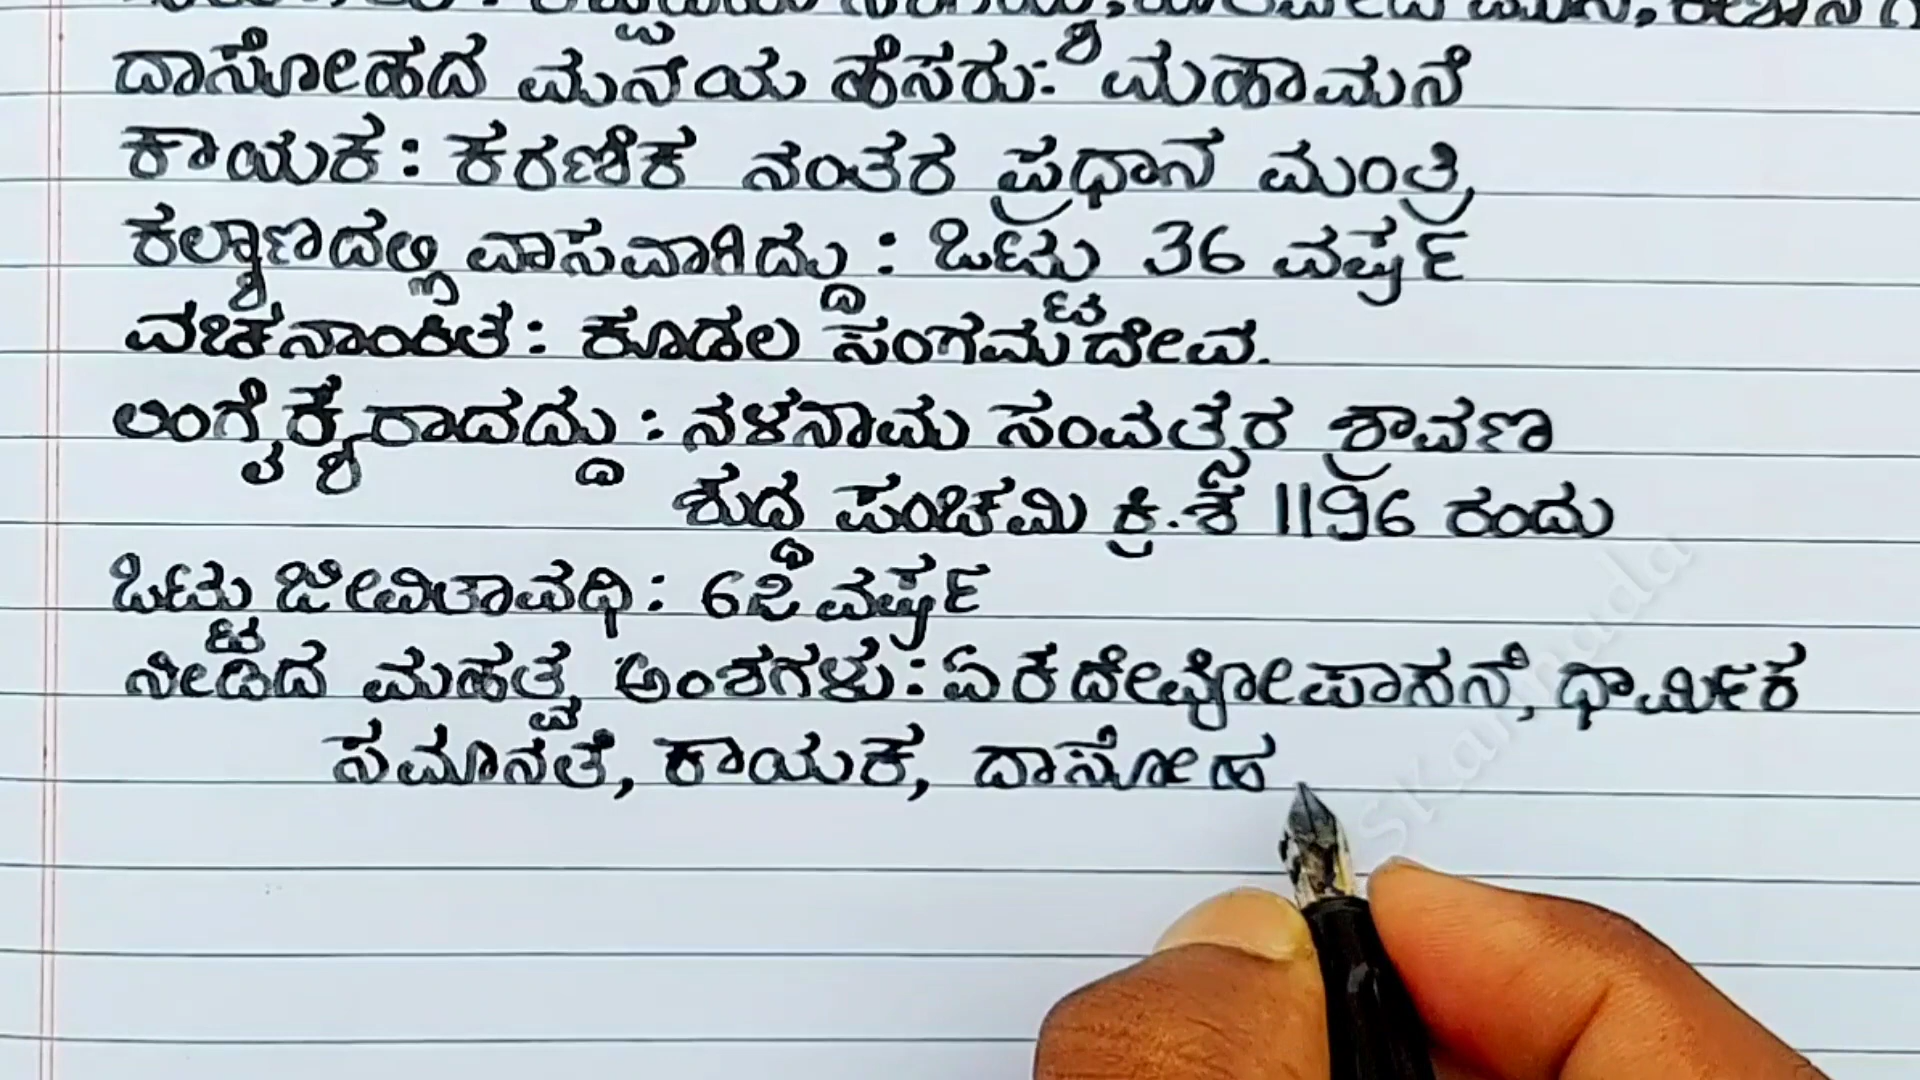 ದಾಸೋಹದ ಮನೆಯ ಹೆಸರು:- ಮಹಾಮನೆ
ಕಾಯಕ: ಕರಣಿಕ ನಂತರ ಪ್ರಧಾನ ಮಂತ್ರಿ
ಕಲ್ಯಾಣದಲ್ಲಿ ವಾಸವಾಗಿದ್ದು: ಒಟ್ಟು 36 ವರ್ಷ
ವಚನಾಂಕಿತ: ಕೂಡಲ ಸಂಗಮದೇವ.
ಲಿಂಗೈಕ್ಯರಾದದ್ದು: ನಳನಾಮ ಸಂವತ್ಸರ ಶ್ರಾವಣ
ಶುದ್ಧ ಪಂಚಮಿ ಕ್ರಿ.ಶ 1196 ರಂದು
ಒಟ್ಟು ಜೀವಿತಾವಧಿ: 62 ವರ್ಷ
ನೀಡಿದ ಮಹತ್ವ ಅಂಶಗಳು: ಏಕದೇವೋಪಾಸನೆ, ಧಾರ್ಮಿಕ
ಸಮಾನತೆ, ಕಾಯಕ, ದಾಸೋಹ